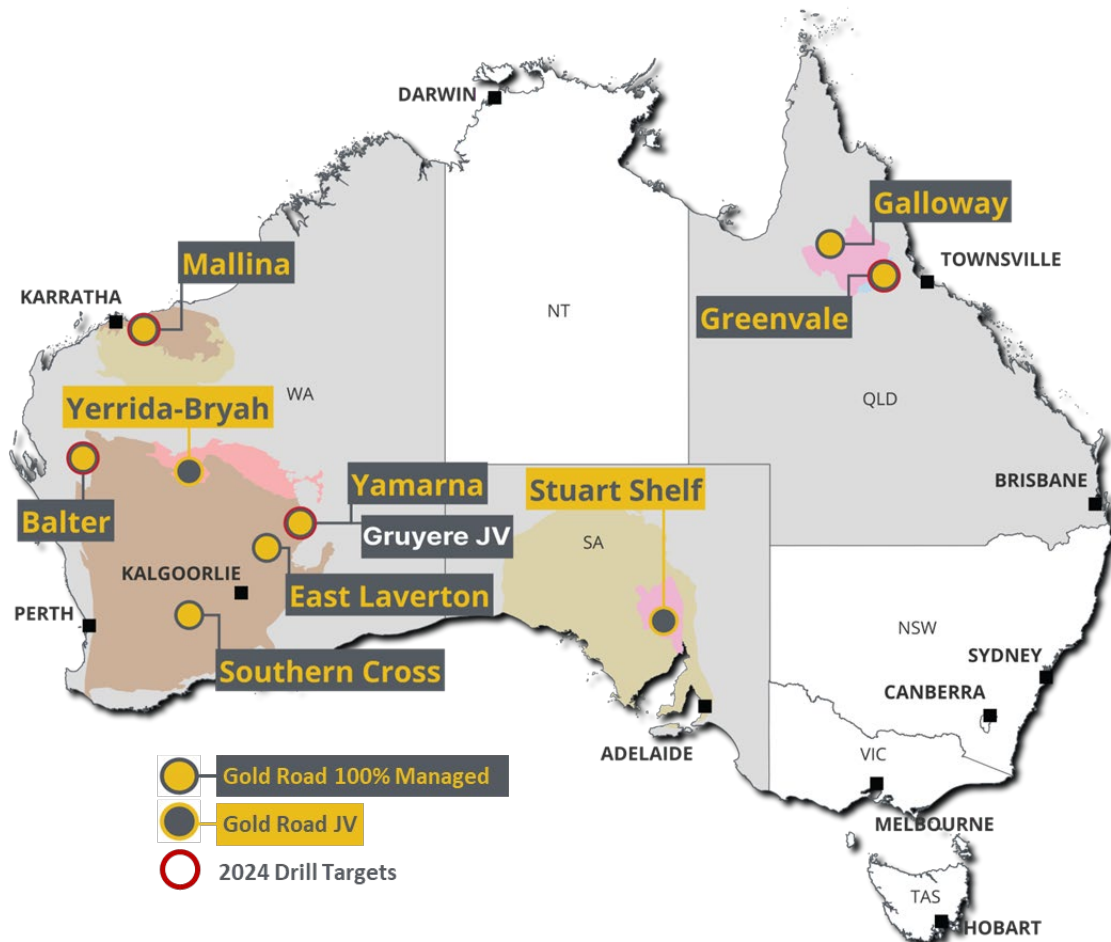 DARWIN
Galloway
TOWNSVILLE
Greenvale
Mallina
KARRATHA
NT
WA
QLD
Yerrida-Bryah
Balter
Yamarna
Gruyere JV
Stuart Shelf
BRISBANE
SA
KALGOORLIE
East Laverton
PERTH
Southern Cross
NSW
SYDNEY
CANBERRA
ADELAIDE
VIC
MELBOURNE
TAS
HOBART
Gold Road 100% Managed
Gold Road JV
2024 Drill Targets